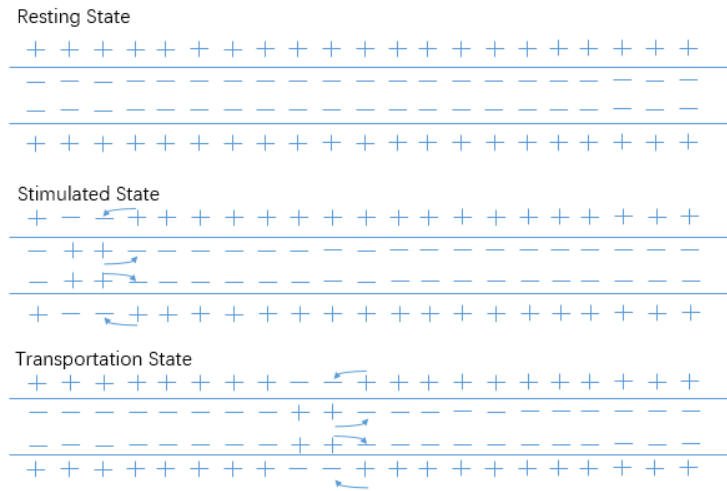 Resting State
+ + + + + + + + + + + + + + + + + + + + +
— — — — — — — — — — — — — — — — — — — — —
— — — — — — — — — — — — — — — — — — — — —
+ + + + + + + + + + + + + + + + + + + + +
Stimulated State
+ — — + + + + + + + + + + + + + + + + + +
— + + — — — — — — — — — — — — — — — — — —
— + + — — — — — — — — — — — — — — — — — —
+ — — + + + + + + + + + + + + + + + + + +
Transportation State
+ + + + + + + + — — + + + + + + + + + + +
— — — — — — — — + + — — — — — — — — — — —
— — — — — — — — + + — — — — — — — — — — —
+ + + + + + + + — — + + + + + + + + + + +